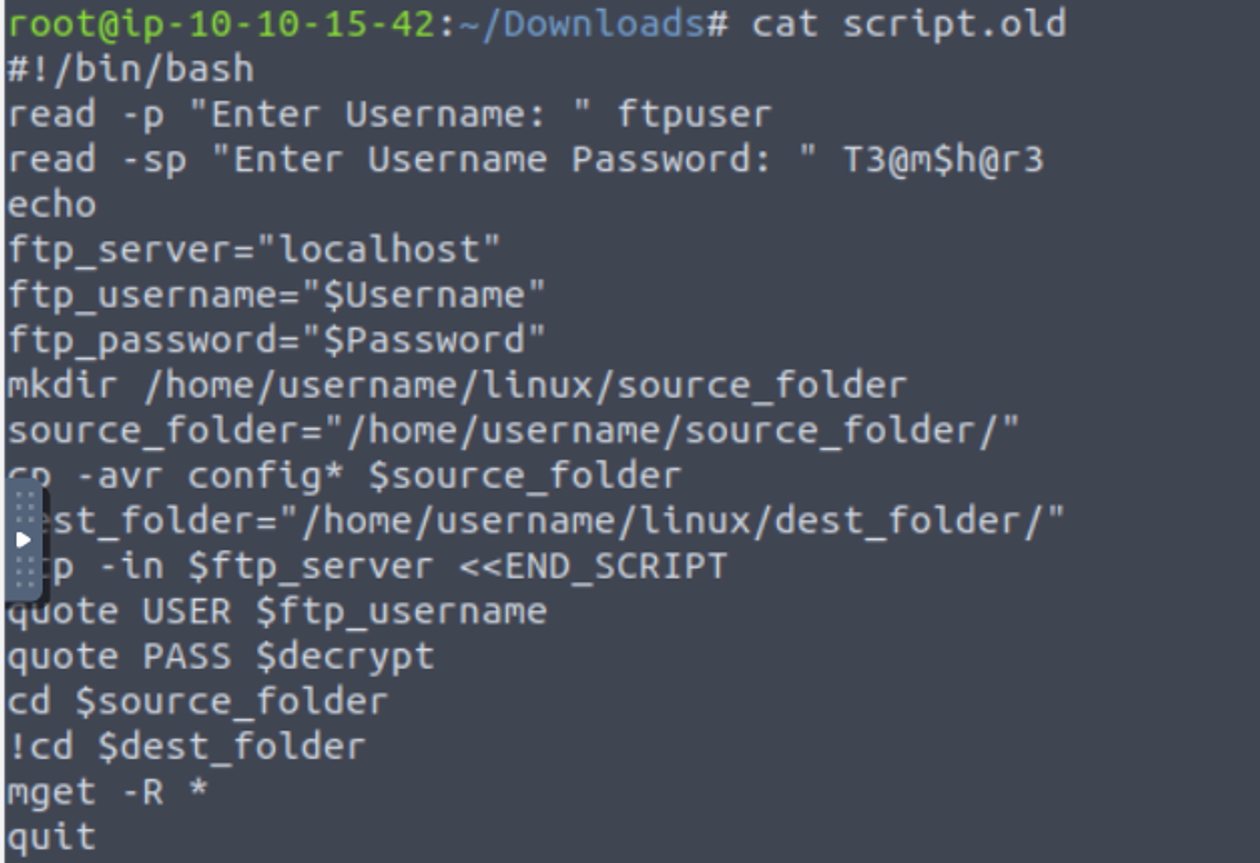 root@ip-10-10-15-42:~/Downloads# cat script.old
#!/bin/bash
read -p "Enter Username: " ftpuser
read -sp "Enter Username Password: " T3@m$h@r3
echo
ftp_server="localhost"
ftp_username="$Username"
ftp_password="$Password"
mkdir /home/username/linux/source_folder
source_folder="/home/username/source_folder/"
cp -avr config* $source_folder
est_folder="/home/username/linux/dest_folder/"
p -in $ftp_server <<END_SCRIPT
quote USER $ftp_username
quote PASS $decrypt
cd $source_folder
!cd $dest_folder
mget -R *
quit